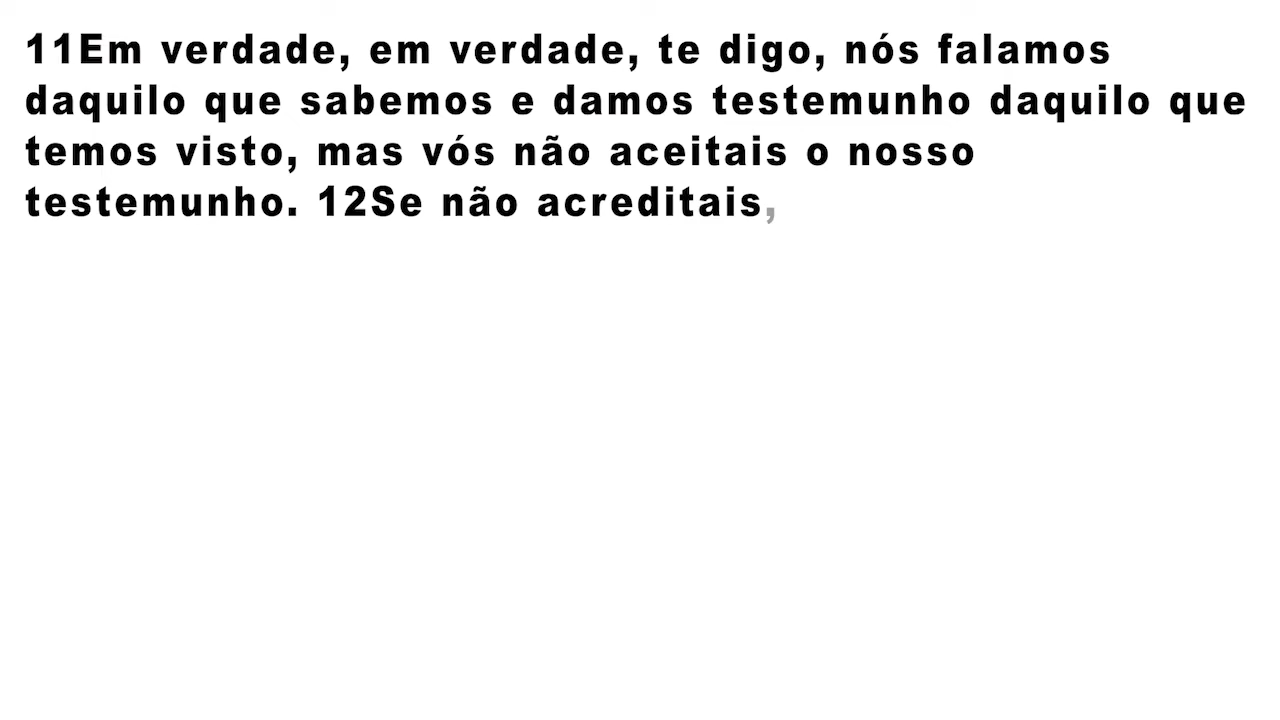 11Em verdade, em verdade, te digo, nós falamos
daquilo que sabemos e damos testemunho daquilo que
temos visto, mas vós não aceitais o nosso
testemunho. 12Se não acreditais,